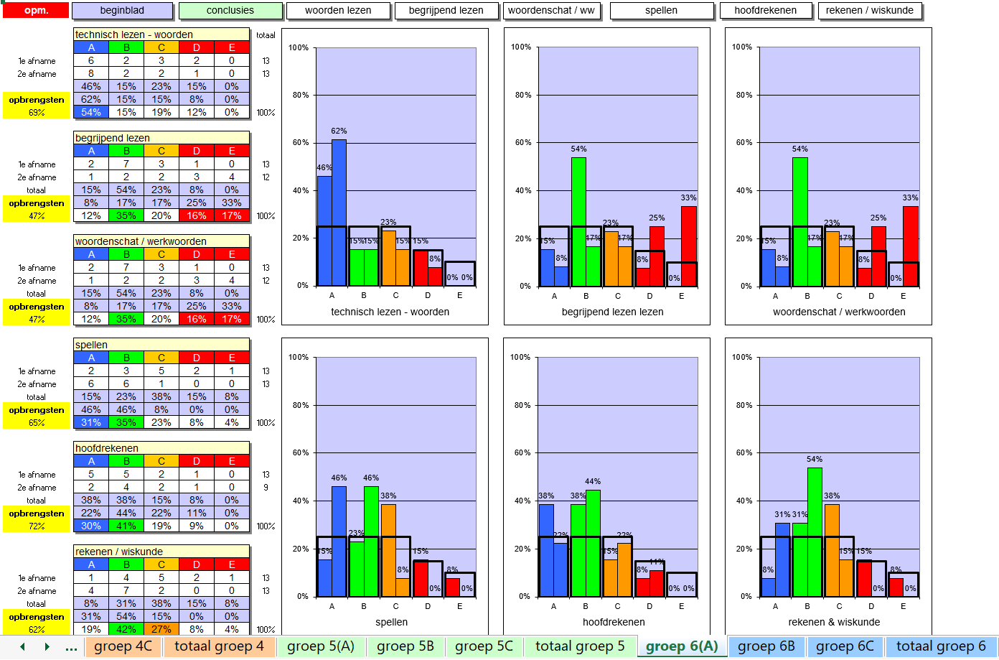 opm. beginblad conclusies woorden lezen begrijpend lezen woordenschat / ww spellen hoofdrekenen rekenen / wiskunde
technisch lezen - woorden totaal
A B C D E
1e afname 6 2 3 2 0 13
2e afname 8 2 2 1 0 13
46% 15% 23% 15% 0%
opbrengsten 62% 15% 15% 8% 0%
69% 54% 15% 19% 12% 0% 100%
begrijpend lezen
A B C D E
1e afname 2 7 3 1 0 13
2e afname 1 2 2 3 4 12
totaal 15% 54% 23% 8% 0%
opbrengsten 8% 17% 17% 25% 33%
47% 12% 35% 20% 16% 17% 100%
woordenschat / werkwoorden
A B C D E
1e afname 2 7 3 1 0 13
2e afname 1 2 2 3 4 12
totaal 15% 54% 23% 8% 0%
opbrengsten 8% 17% 17% 25% 33%
47% 12% 35% 20% 16% 17% 100%
spellen
A B C D E
1e afname 2 3 5 2 1 13
2e afname 6 6 1 0 0 13
totaal 15% 23% 38% 15% 8%
opbrengsten 46% 46% 8% 0% 0%
65% 31% 35% 23% 8% 4% 100%
hoofdrekenen
A B C D E
1e afname 5 5 2 1 0 13
2e afname 2 4 2 1 0 9
totaal 38% 38% 15% 8% 0%
opbrengsten 22% 44% 22% 11% 0%
72% 30% 41% 19% 9% 0% 100%
rekenen / wiskunde
A B C D E
1e afname 1 4 5 2 1 13
2e afname 4 7 2 0 0 13
totaal 8% 31% 38% 15% 8%
opbrengsten 31% 54% 15% 0% 0%
62% 19% 42% 27% 8% 4% 100%
100%
80%
60%
40%
20%
0%
46% 62% 15% 15% 23% 15% 15% 8% 0% 0%
A B C D E
technisch lezen - woorden
100%
80%
60%
40%
20%
0%
15% 8% 54% 17% 23% 17% 8% 25% 0% 33%
A B C D E
begrijpend lezen lezen
100%
80%
60%
40%
20%
0%
15% 8% 54% 17% 23% 17% 8% 25% 0% 33%
A B C D E
woordenschat / werkwoorden
100%
80%
60%
40%
20%
0%
15% 46% 23% 46% 38% 8% 15% 0% 8% 0%
A B C D E
spellen
100%
80%
60%
40%
20%
0%
38% 22% 38% 44% 15% 22% 8% 11% 0% 0%
A B C D E
hoofdrekenen
100%
80%
60%
40%
20%
0%
8% 31% 31% 54% 38% 15% 15% 0% 8% 0%
A B C D E
rekenen & wiskunde
... groep 4C totaal groep 4 groep 5(A) groep 5B groep 5C totaal groep 5 groep 6(A) groep 6B groep 6C totaal groep 6